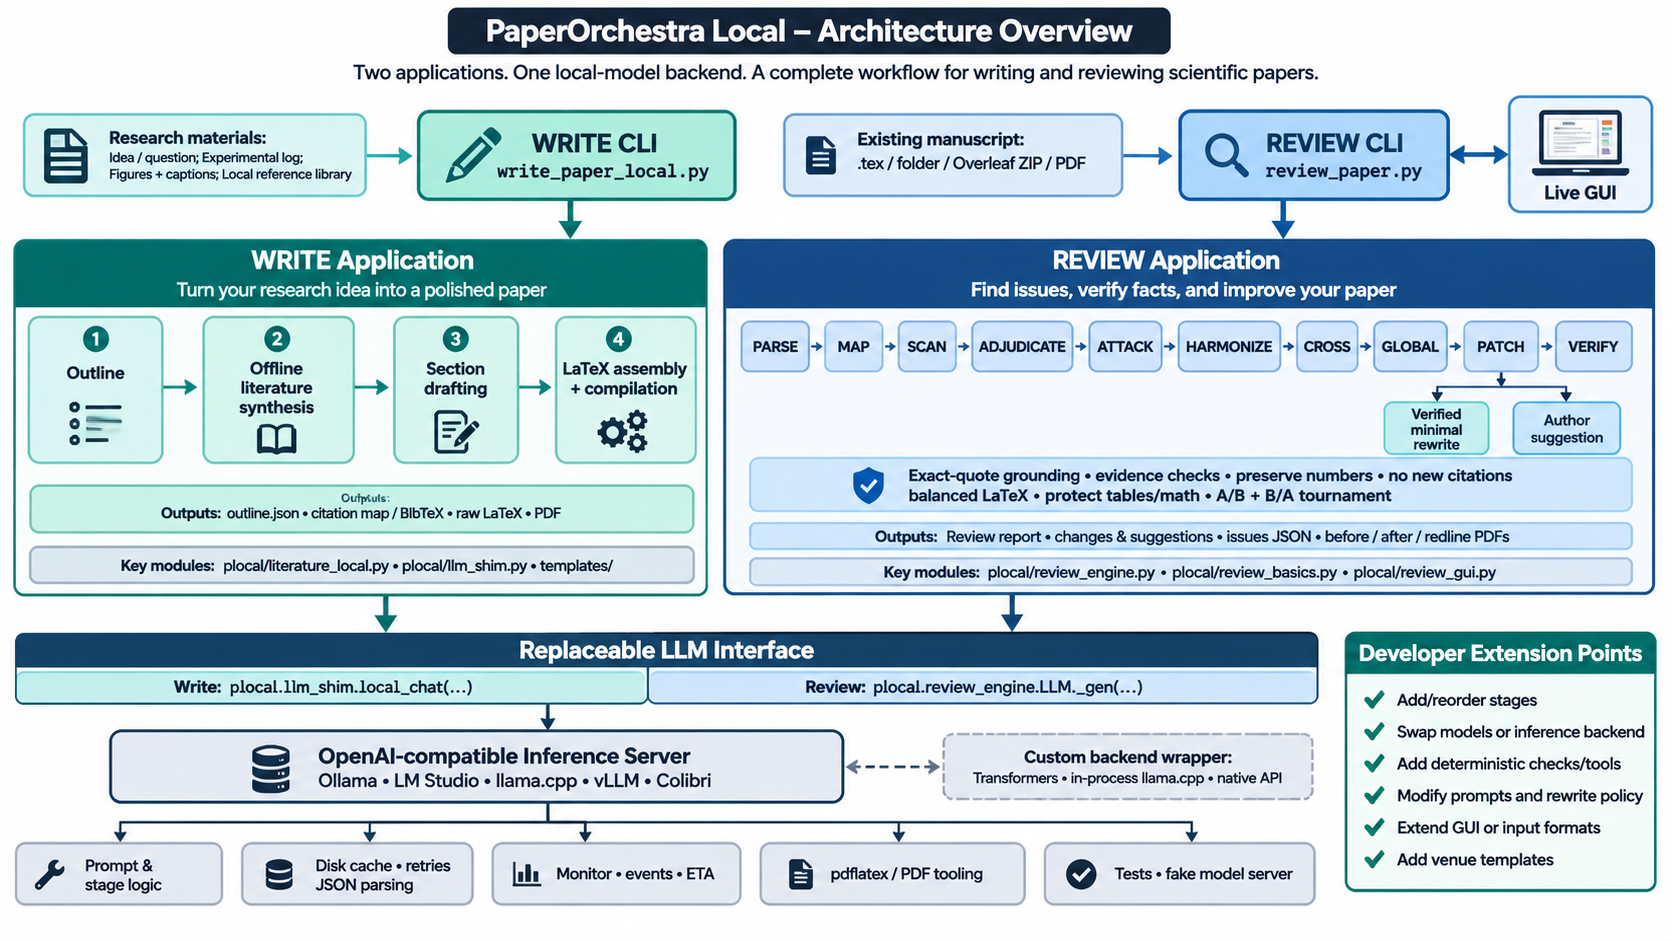 PaperOrchestra Local – Architecture Overview
Two applications. One local-model backend. A complete workflow for writing and reviewing scientific papers.
Research materials:
Idea / question; Experimental log;
Figures + captions; Local reference library
WRITE CLI
write_paper_local.py
Existing manuscript:
.tex / folder / Overleaf ZIP / PDF
REVIEW CLI
review_paper.py
Live GUI
WRITE Application
Turn your research idea into a polished paper
1
Outline
2
Offline
literature
synthesis
3
Section
drafting
4
LaTeX assembly
+ compilation
Outputs:
Outputs: outline.json • citation map / BIbTeX • raw LaTeX • PDF
Key modules: plocal/literature_local.py • plocal/llm_shim.py • templates/
REVIEW Application
Find issues, verify facts, and improve your paper
PARSE
MAP
SCAN
ADJUDICATE
ATTACK
HARMONIZE
CROSS
GLOBAL
PATCH
VERIFY
Verified
minimal
rewrite
Author
suggestion
Exact-quote grounding • evidence checks • preserve numbers • no new citations
balanced LaTeX • protect tables/math • A/B + B/A tournament
Outputs: Review report • changes & suggestions • issues JSON • before / after / redline PDFs
Key modules: plocal/review_engine.py • plocal/review_basics.py • plocal/review_gui.py
Replaceable LLM Interface
Write: plocal.llm_shim.local_chat(...)
Review: plocal.review_engine.LLM._gen(...)
OpenAI-compatible Inference Server
Ollama • LM Studio • llama.cpp • vLLM • Colibri
Custom backend wrapper:
Transformers • in-process llama.cpp • native API
Prompt &
stage logic
Disk cache • retries
JSON parsing
Monitor • events • ETA
pdflatex / PDF tooling
Tests • fake model server
Developer Extension Points
Add/reorder stages
Swap models or inference backend
Add deterministic checks/tools
Modify prompts and rewrite policy
Extend GUI or input formats
Add venue templates